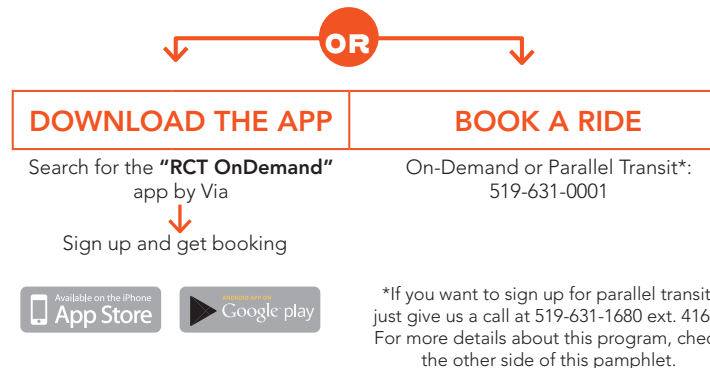 OR
DOWNLOAD THE APP
Search for the "RCT OnDemand"
app by Via
Sign up and get booking
Available on the iPhone
App Store
ANDROID APP ON
Google play
BOOK A RIDE
On-Demand or Parallel Transit*:
519-631-0001
*If you want to sign up for parallel transit
just give us a call at 519-631-1680 ext. 416
For more details about this program,
the other side of this pamphlet.